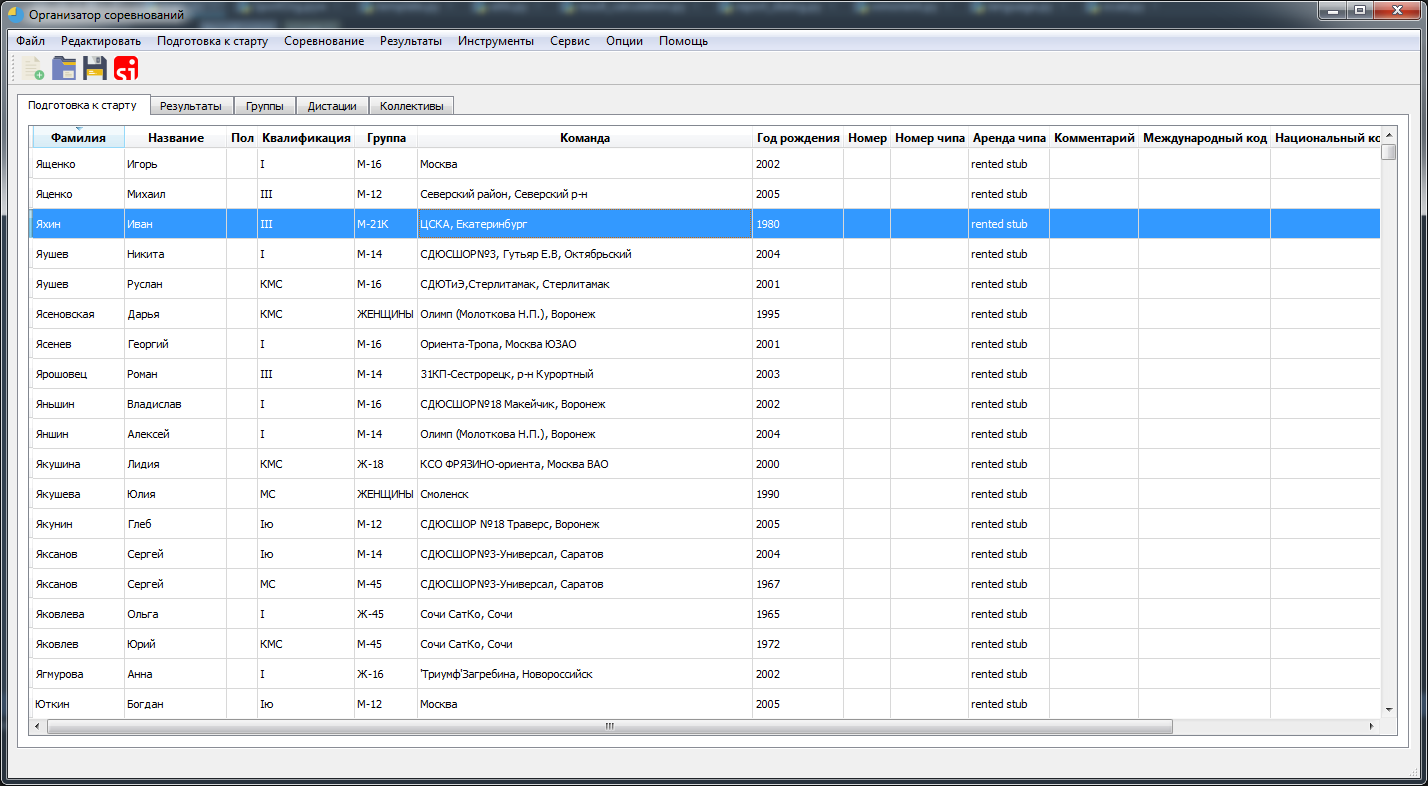 Организатор соревнований
Файл Редактировать Подготовка к старту Соревнование Результаты Инструменты Сервис Опции Помощь
Подготовка к старту Результаты Группы Дистации Коллективы
Фамилия Название Пол Квалификация Группа Команда Год рождения Номер Номер чипа Аренда чипа Комментарий Международный код Национальный ко
Ященко Игорь I М-16 Москва 2002 rented stub
Яценко Михаил III М-12 Северский район, Северский р-н 2005 rented stub
Яхин Иван III М-21К ЦСКА, Екатеринбург 1980 rented stub
Яушев Никита I М-14 СДЮСШОР№3, Гутьяр Е.В, Октябрьский 2004 rented stub
Яушев Руслан КМС М-16 СДЮТиЭ,Стерлитамак, Стерлитамак 2001 rented stub
Ясеновская Дарья КМС ЖЕНЩИНЫ Олимп (Молоткова Н.П.), Воронеж 1995 rented stub
Ясенев Георгий I М-16 Ориента-Тропа, Москва ЮЗАО 2001 rented stub
Ярошовец Роман III М-14 31КП-Сестрорецк, р-н Курортный 2003 rented stub
Яньшин Владислав I М-16 СДЮСШОР№18 Макейчик, Воронеж 2002 rented stub
Яншин Алексей I М-14 Олимп (Молоткова Н.П.), Воронеж 2004 rented stub
Якушина Лидия КМС Ж-18 КСО ФРЯЗИНО-ориента, Москва ВАО 2000 rented stub
Якушева Юлия МС ЖЕНЩИНЫ Смоленск 1990 rented stub
Якунин Глеб Iю М-12 СДЮСШОР №18 Траверс, Воронеж 2005 rented stub
Яксанов Сергей Iю М-14 СДЮСШОР№3-Универсал, Саратов 2004 rented stub
Яксанов Сергей МС М-45 СДЮСШОР№3-Универсал, Саратов 1967 rented stub
Яковлева Ольга I Ж-45 Сочи СатКо, Сочи 1965 rented stub
Яковлев Юрий КМС М-45 Сочи СатКо, Сочи 1972 rented stub
Ягмурова Анна I Ж-16 'Триумф'Загребина, Новороссийск 2002 rented stub
Юткин Богдан Iю М-12 Москва 2005 rented stub